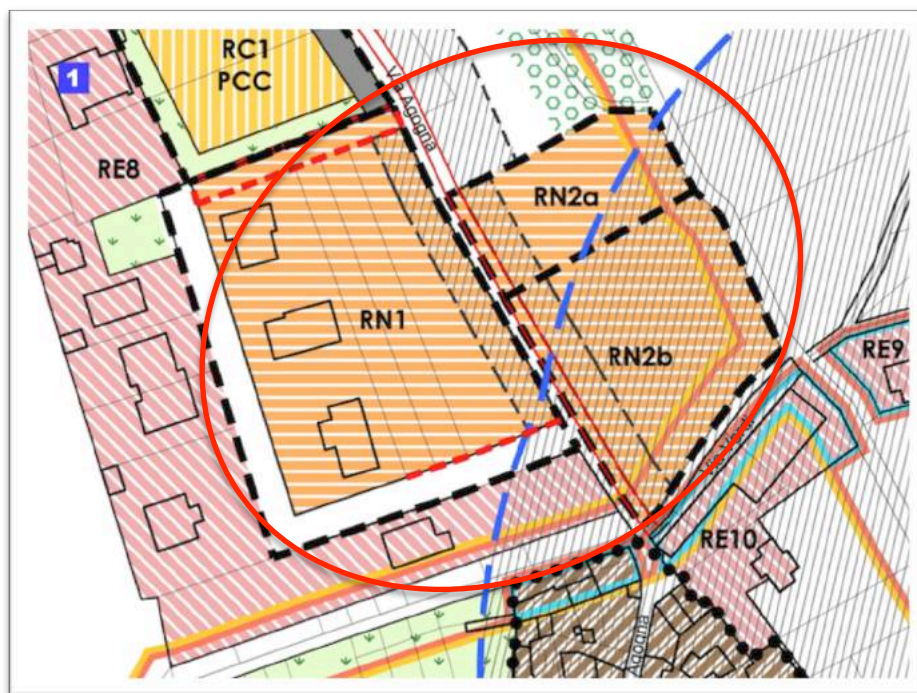 1
RC1
PCC
Via Agogna
RE8
RN2a
RN1
RN2b
RE9
RE10
Agogna